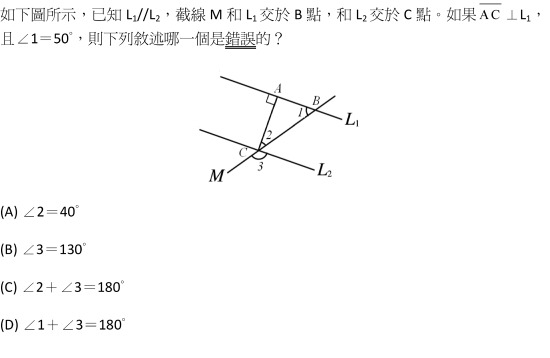 如下圖所示，已知 L₁//L₂，截線 M 和 L₁ 交於 B 點，和 L₂ 交於 C 點。如果 AC ⊥ L₁，
且∠1＝50°，則下列敘述哪一個是錯誤的？
A
B
1
L₁
2
C
3
L₂
M
(A) ∠2＝40°
(B) ∠3＝130°
(C) ∠2＋∠3＝180°
(D) ∠1＋∠3＝180°